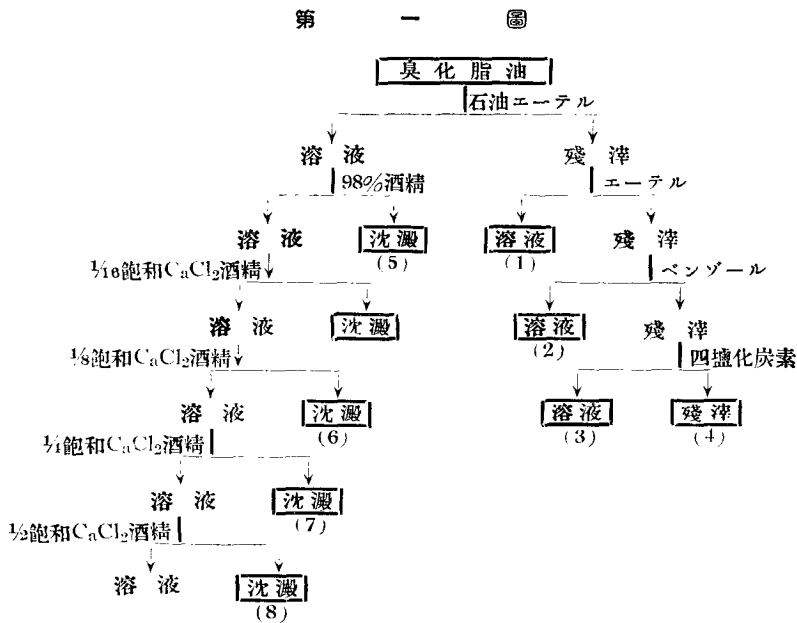 第一圖
臭化脂油
石油エーテル
溶液 殘滓
98%酒精 エーテル
溶液 沈澱 溶液 殘滓
(5) (1)
1/16飽和CaCl2酒精 ベンゾール
溶液 沈澱 溶液 殘滓
(2)
1/8飽和CaCl2酒精 四鹽化炭素
溶液 沈澱 溶液 殘滓
(6) (3) (4)
1/4飽和CaCl2酒精
溶液 沈澱
(7)
1/2飽和CaCl2酒精
溶液 沈澱
(8)